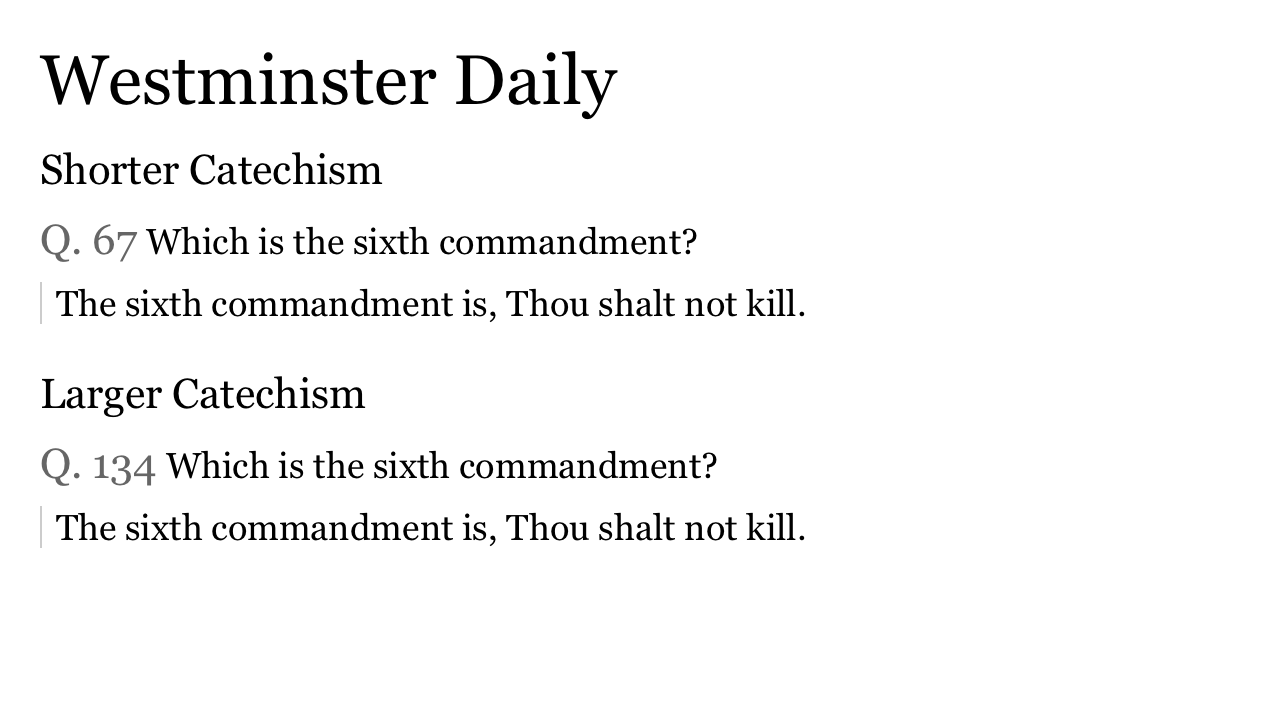 Westminster Daily
Shorter Catechism
Q. 67 Which is the sixth commandment?
The sixth commandment is, Thou shalt not kill.
Larger Catechism
Q. 134 Which is the sixth commandment?
The sixth commandment is, Thou shalt not kill.